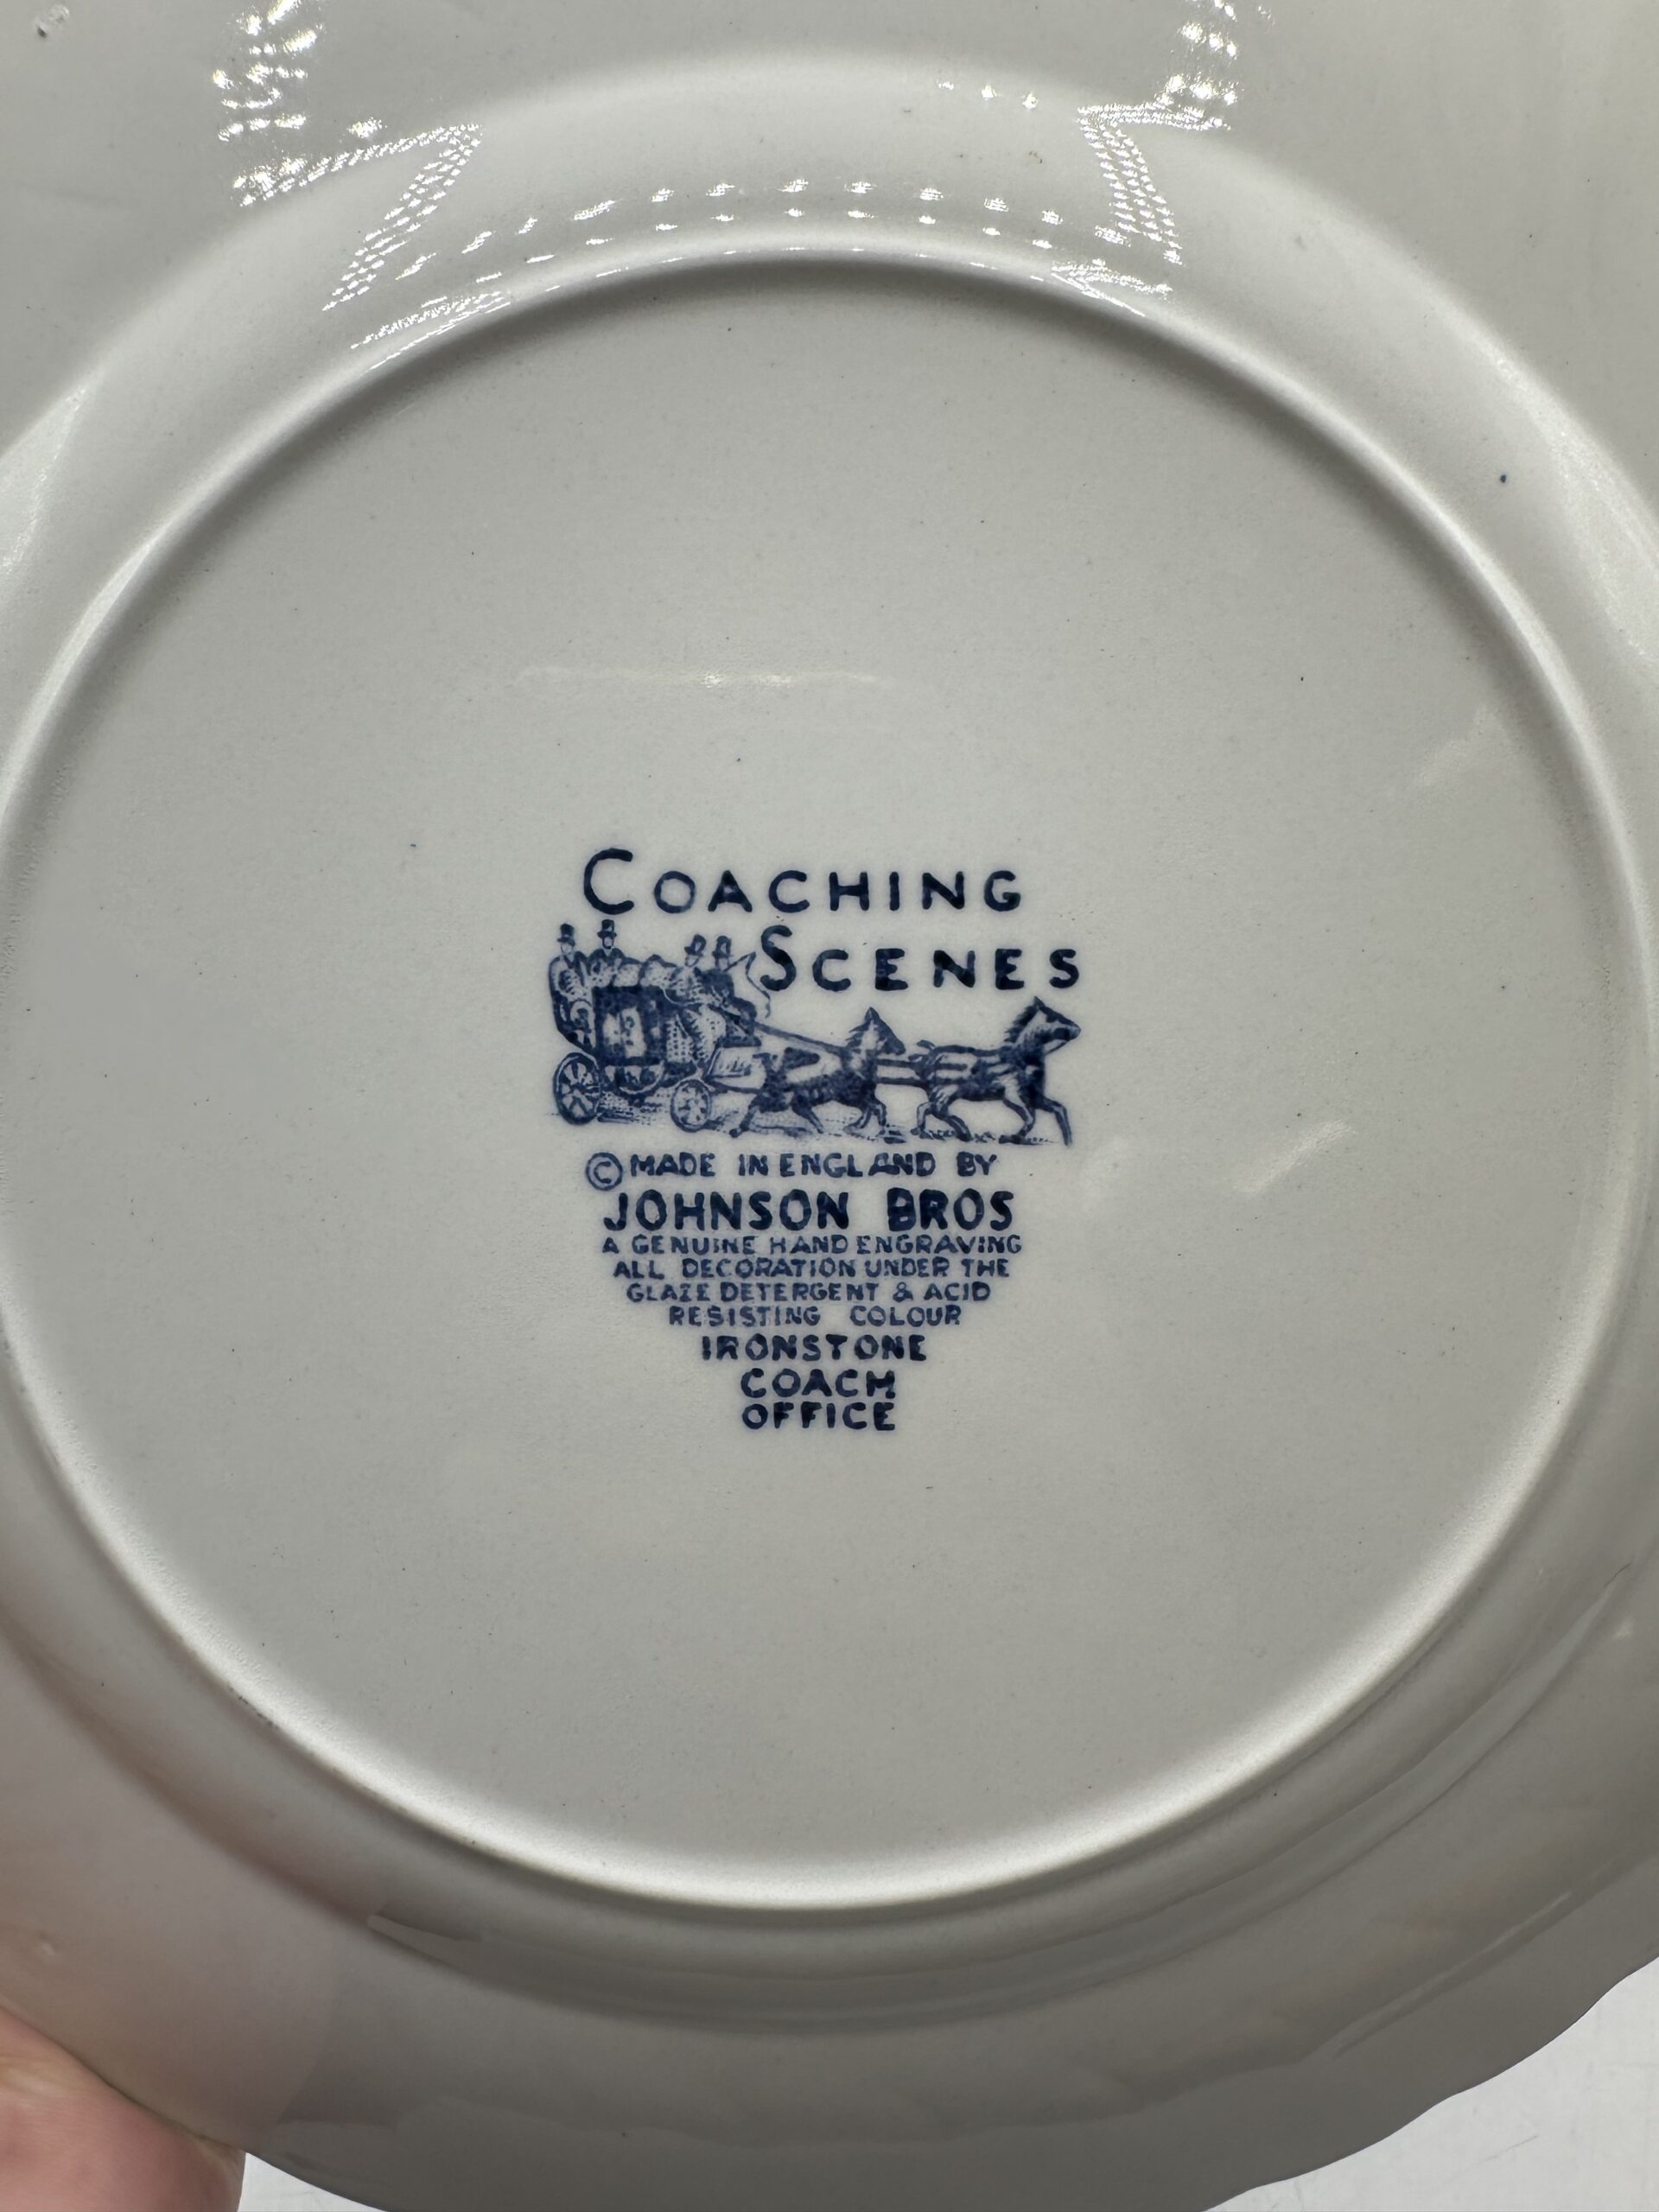 COACHING
SCENES
© MADE IN ENGLAND BY
JOHNSON BROS
A GENUINE HAND ENGRAVING
ALL DECORATION UNDER THE
GLAZE DETERGENT & ACID
RESISTING COLOUR
IRONSTONE
COACH
OFFICE